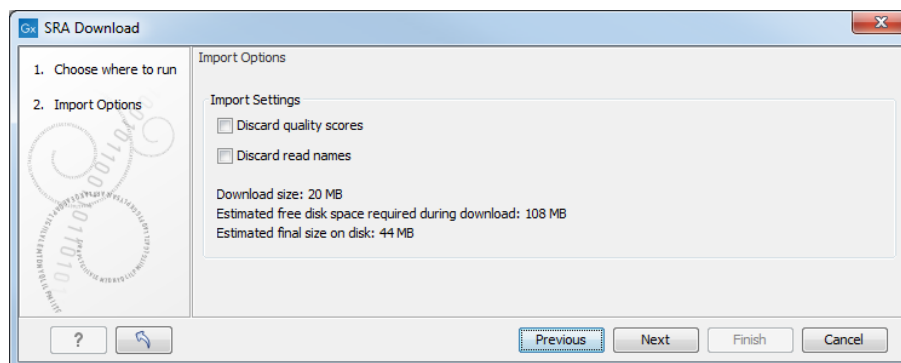 Gx SRA Download
1. Choose where to run
2. Import Options
Import Options
Import Settings
Discard quality scores
Discard read names
Download size: 20 MB
Estimated free disk space required during download: 108 MB
Estimated final size on disk: 44 MB
?
Previous
Next
Finish
Cancel